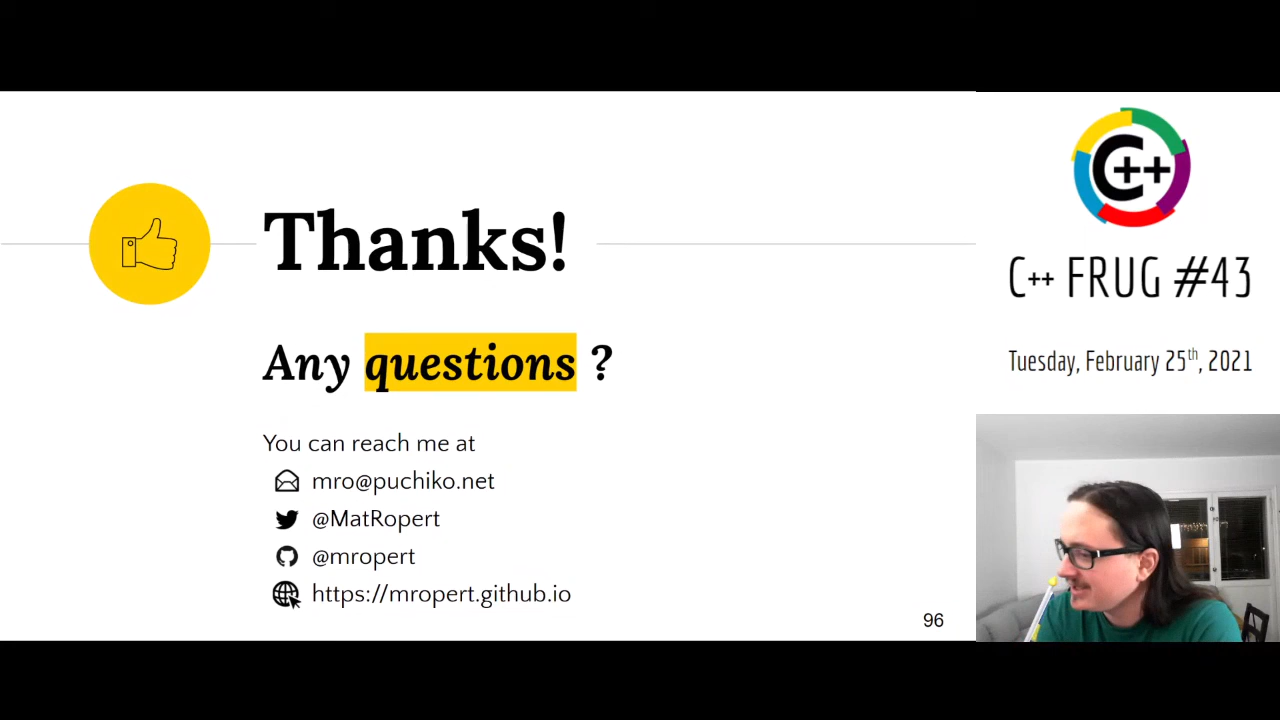 Thanks!
Any questions ?
You can reach me at
mro@puchiko.net
@MatRopert
@mropert
https://mropert.github.io
96
C++
C++ FRUG #43
Tuesday, February 25th, 2021